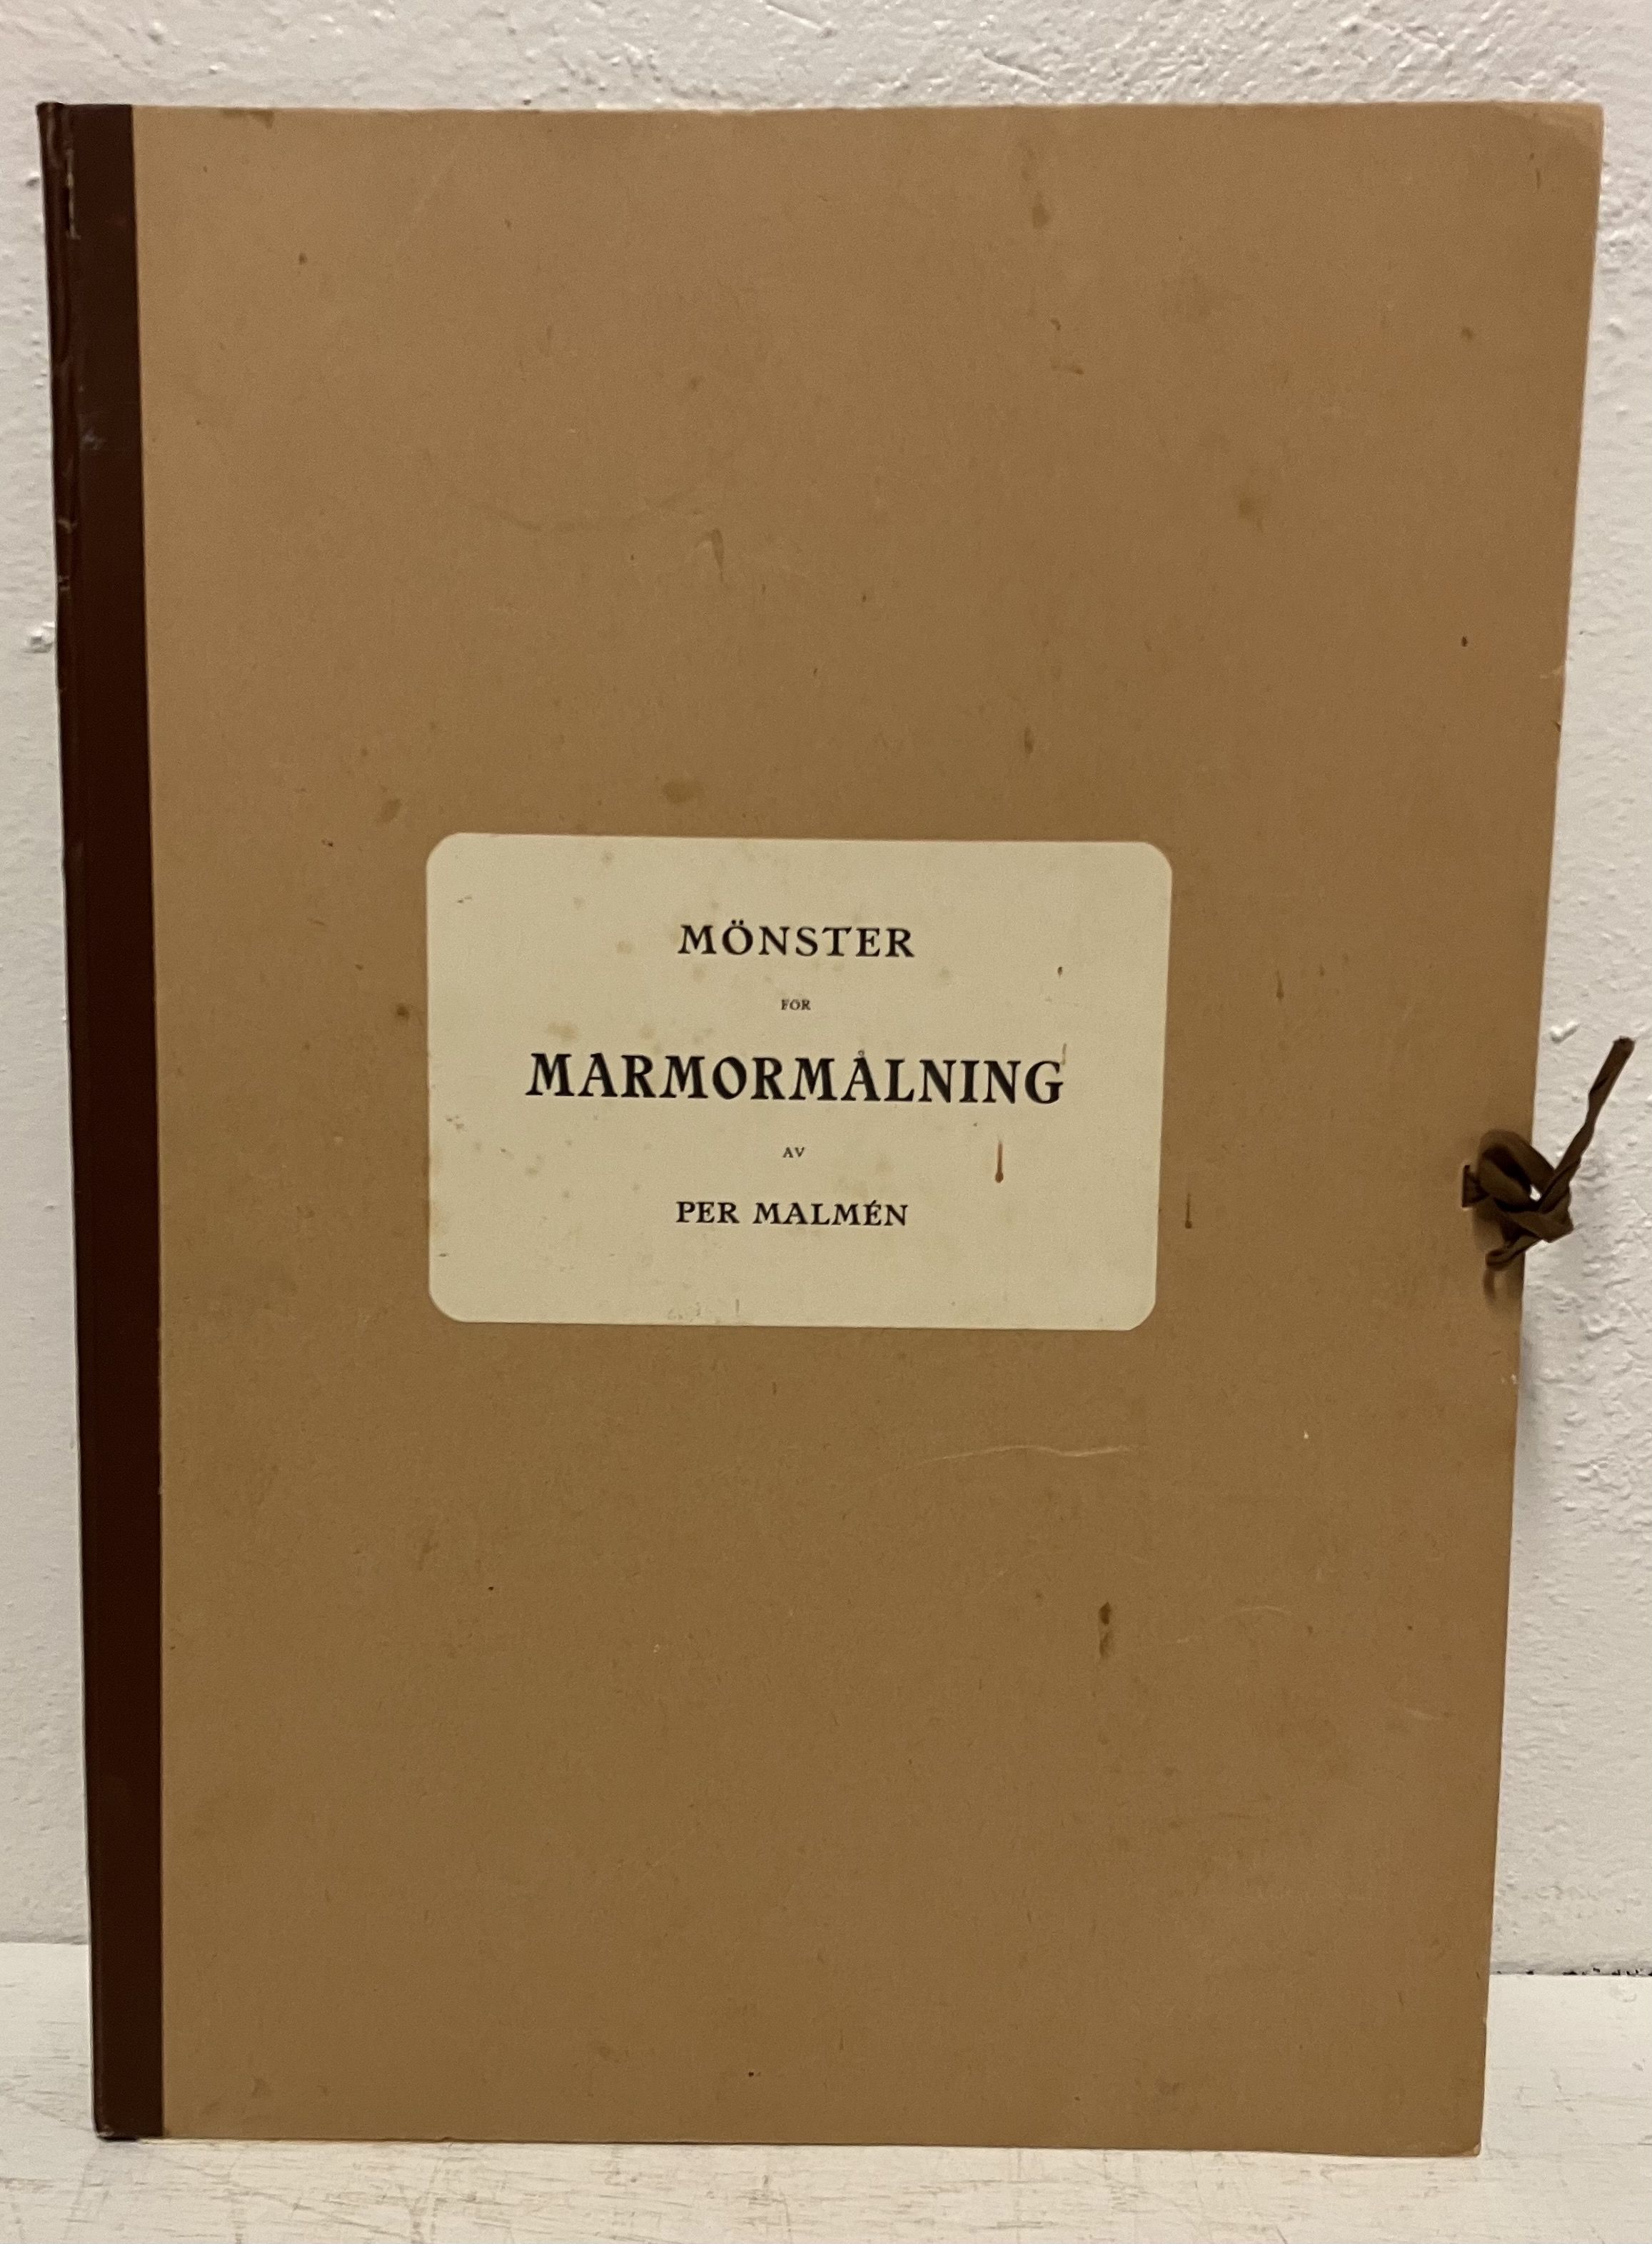 MÖNSTER
FÖR
MARMORMÅLNING
AV
PER MALMÉN